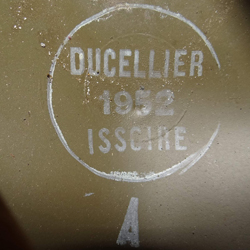 DUCELLIER
1952
ISSOIRE
A